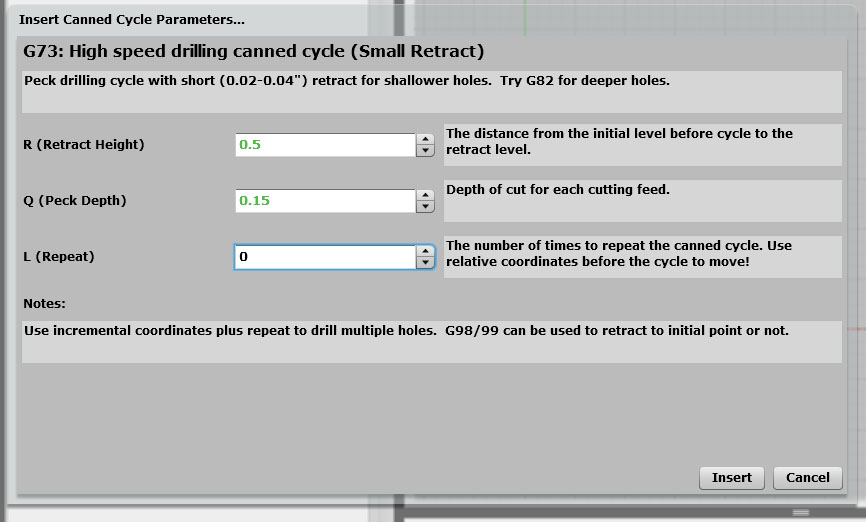 Insert Canned Cycle Parameters...
G73: High speed drilling canned cycle (Small Retract)
Peck drilling cycle with short (0.02-0.04") retract for shallower holes.  Try G82 for deeper holes.
R (Retract Height)
0.5
The distance from the initial level before cycle to the
retract level.
Q (Peck Depth)
0.15
Depth of cut for each cutting feed.
L (Repeat)
0
The number of times to repeat the canned cycle. Use
relative coordinates before the cycle to move!
Notes:
Use incremental coordinates plus repeat to drill multiple holes.  G98/99 can be used to retract to initial point or not.
Insert
Cancel